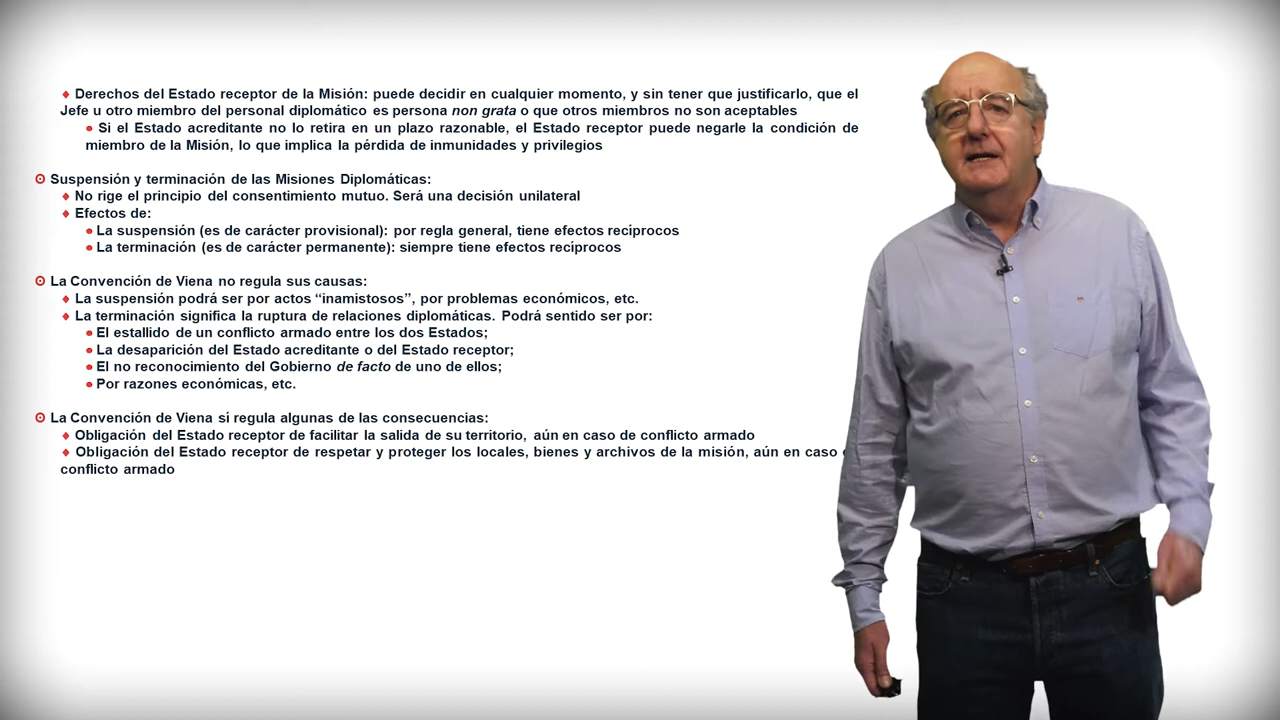 Derechos del Estado receptor de la Misión: puede decidir en cualquier momento, y sin tener que justificarlo, que el
Jefe u otro miembro del personal diplomático es persona non grata o que otros miembros no son aceptables
Si el Estado acreditante no lo retira en un plazo razonable, el Estado receptor puede negarle la condición de
miembro de la Misión, lo que implica la pérdida de inmunidades y privilegios
Suspensión y terminación de las Misiones Diplomáticas:
No rige el principio del consentimiento mutuo. Será una decisión unilateral
Efectos de:
La suspensión (es de carácter provisional): por regla general, tiene efectos recíprocos
La terminación (es de carácter permanente): siempre tiene efectos recíprocos
La Convención de Viena no regula sus causas:
La suspensión podrá ser por actos “inamistosos”, por problemas económicos, etc.
La terminación significa la ruptura de relaciones diplomáticas. Podrá sentido ser por:
El estallido de un conflicto armado entre los dos Estados;
La desaparición del Estado acreditante o del Estado receptor;
El no reconocimiento del Gobierno de facto de uno de ellos;
Por razones económicas, etc.
La Convención de Viena sí regula algunas de las consecuencias:
Obligación del Estado receptor de facilitar la salida de su territorio, aún en caso de conflicto armado
Obligación del Estado receptor de respetar y proteger los locales, bienes y archivos de la misión, aún en caso
conflicto armado